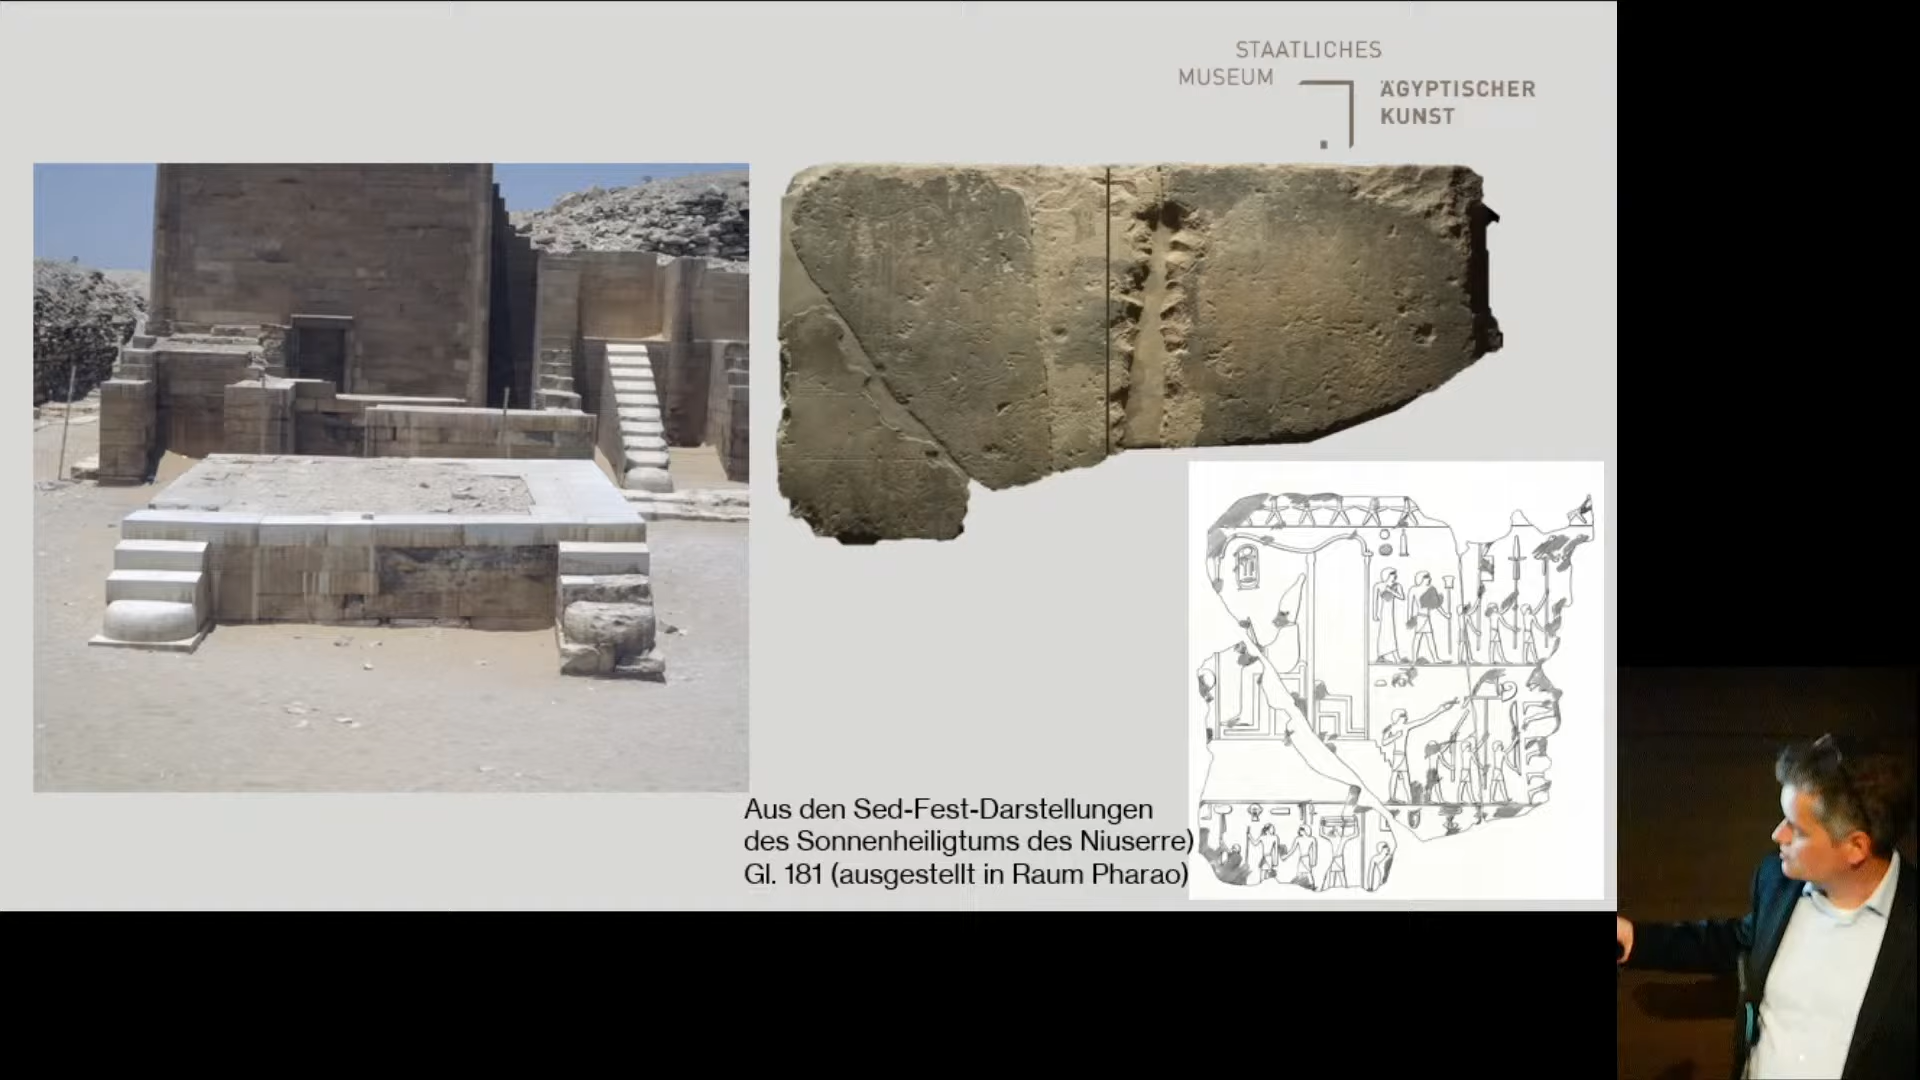 STAATLICHES
MUSEUM
ÄGYPTISCHER
KUNST
Aus den Sed-Fest-Darstellungen
des Sonnenheiligtums des Niuserre)
Gl. 181 (ausgestellt in Raum Pharao)